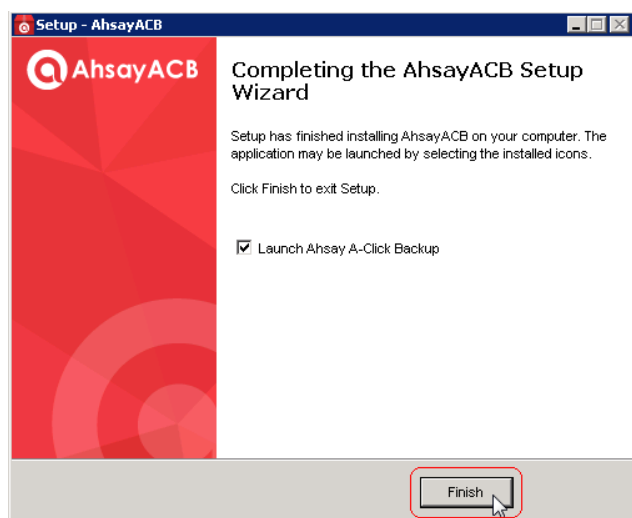 Setup - AhsayACB
AhsayACB
Completing the AhsayACB Setup
Wizard
Setup has finished installing AhsayACB on your computer. The
application may be launched by selecting the installed icons.
Click Finish to exit Setup.
Launch Ahsay A-Click Backup
Finish